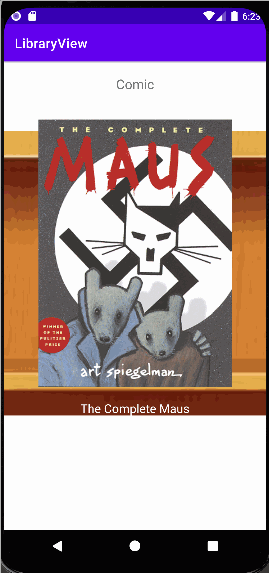 6:23
LibraryView
Comic
THE COMPLETE
MAUS
WINNER
OF THE
PULITZER
PRIZE
art spiegelman
The Complete Maus